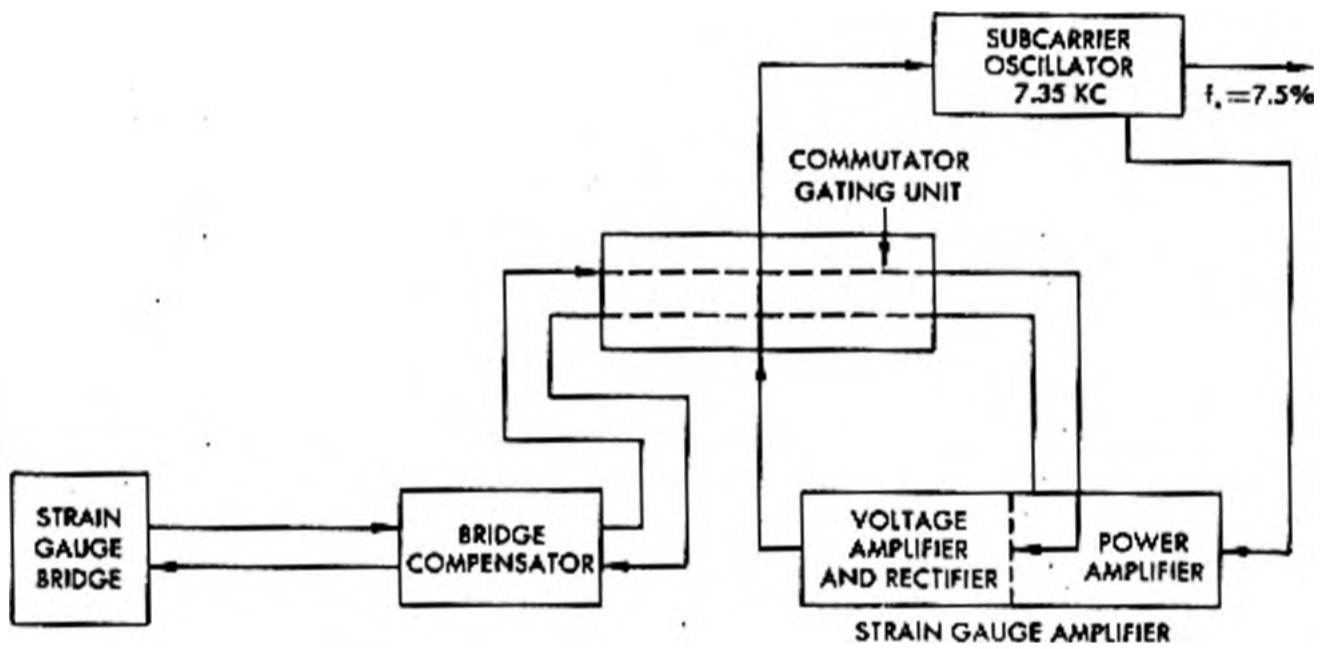 SUBCARRIER
OSCILLATOR
7.35 KC
f. =7.5%
COMMUTATOR
GATING UNIT
STRAIN
GAUGE
BRIDGE
BRIDGE
COMPENSATOR
VOLTAGE
AMPLIFIER
AND RECTIFIER
POWER
AMPLIFIER
STRAIN GAUGE AMPLIFIER